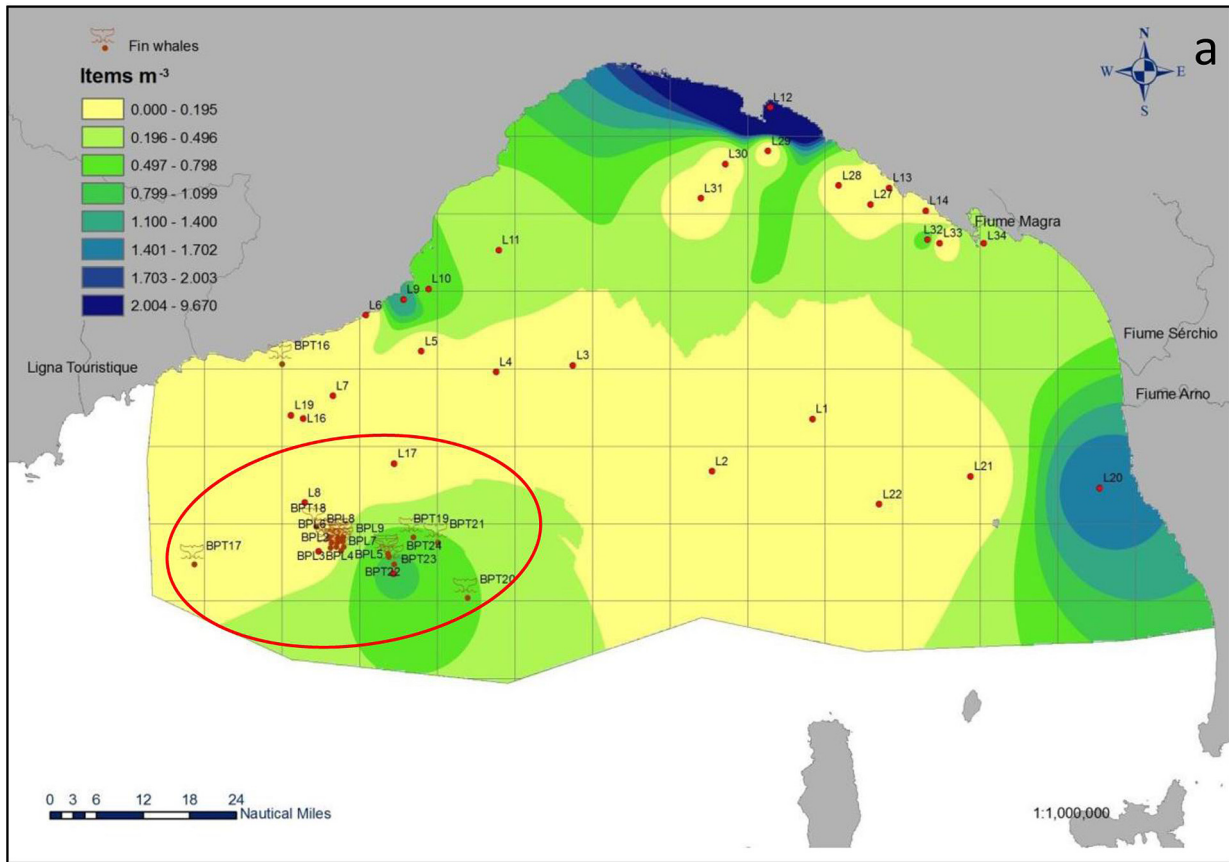 a
Fin whales
Items m-3
0.000 - 0.195
0.196 - 0.496
0.497 - 0.798
0.799 - 1.099
1.100 - 1.400
1.401 - 1.702
1.703 - 2.003
2.004 - 9.670
N
W E
S
L12
L29
L30
L31
L28
L13
L27
L14
Fiume Magra
L32
L33
L34
L11
L10
L9
L6
L5
L4
L3
BPT16
Ligna Touristique
Fiume Sérchio
Fiume Arno
L7
L19
L16
L1
L17
L2
L21
L22
L20
L8
BPT18
BPL8
BPL6
BPL9
BPT19
BPT21
BPL2
BPL7
BPT24
BPL3
BPL4
BPL5
BPT23
BPT17
BPT22
BPT20
0 3 6 12 18 24
Nautical Miles
1:1,000,000